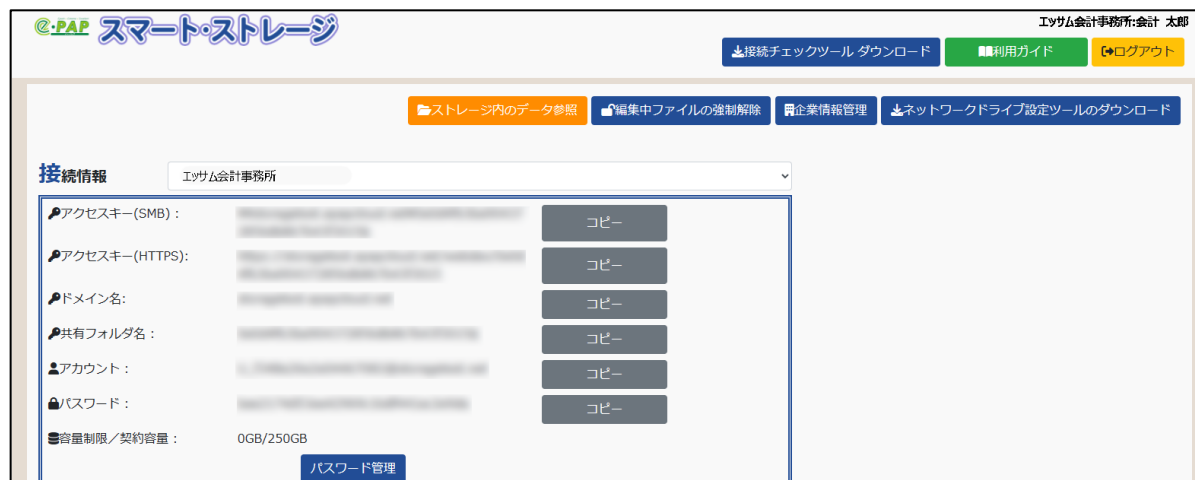 e-PAP スマート・ストレージ
エッサム会計事務所:会計 太郎
接続チェックツール ダウンロード 利用ガイド ログアウト
ストレージ内のデータ参照 編集中ファイルの強制解除 企業情報管理 ネットワークドライブ設定ツールのダウンロード
接続情報 エッサム会計事務所
アクセスキー(SMB) : コピー
アクセスキー(HTTPS): コピー
ドメイン名: コピー
共有フォルダ名 : コピー
アカウント : コピー
パスワード : コピー
容量制限／契約容量 : 0GB/250GB
パスワード管理